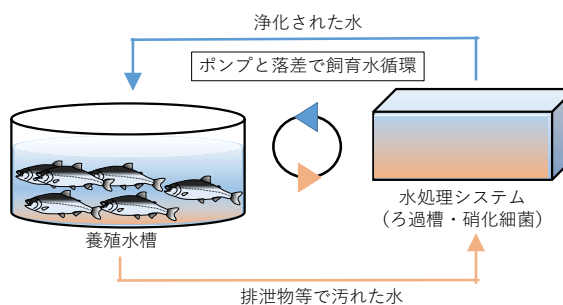 浄化された水
ポンプと落差で飼育水循環
養殖水槽
水処理システム
（ろ過槽・硝化細菌）
排泄物等で汚れた水